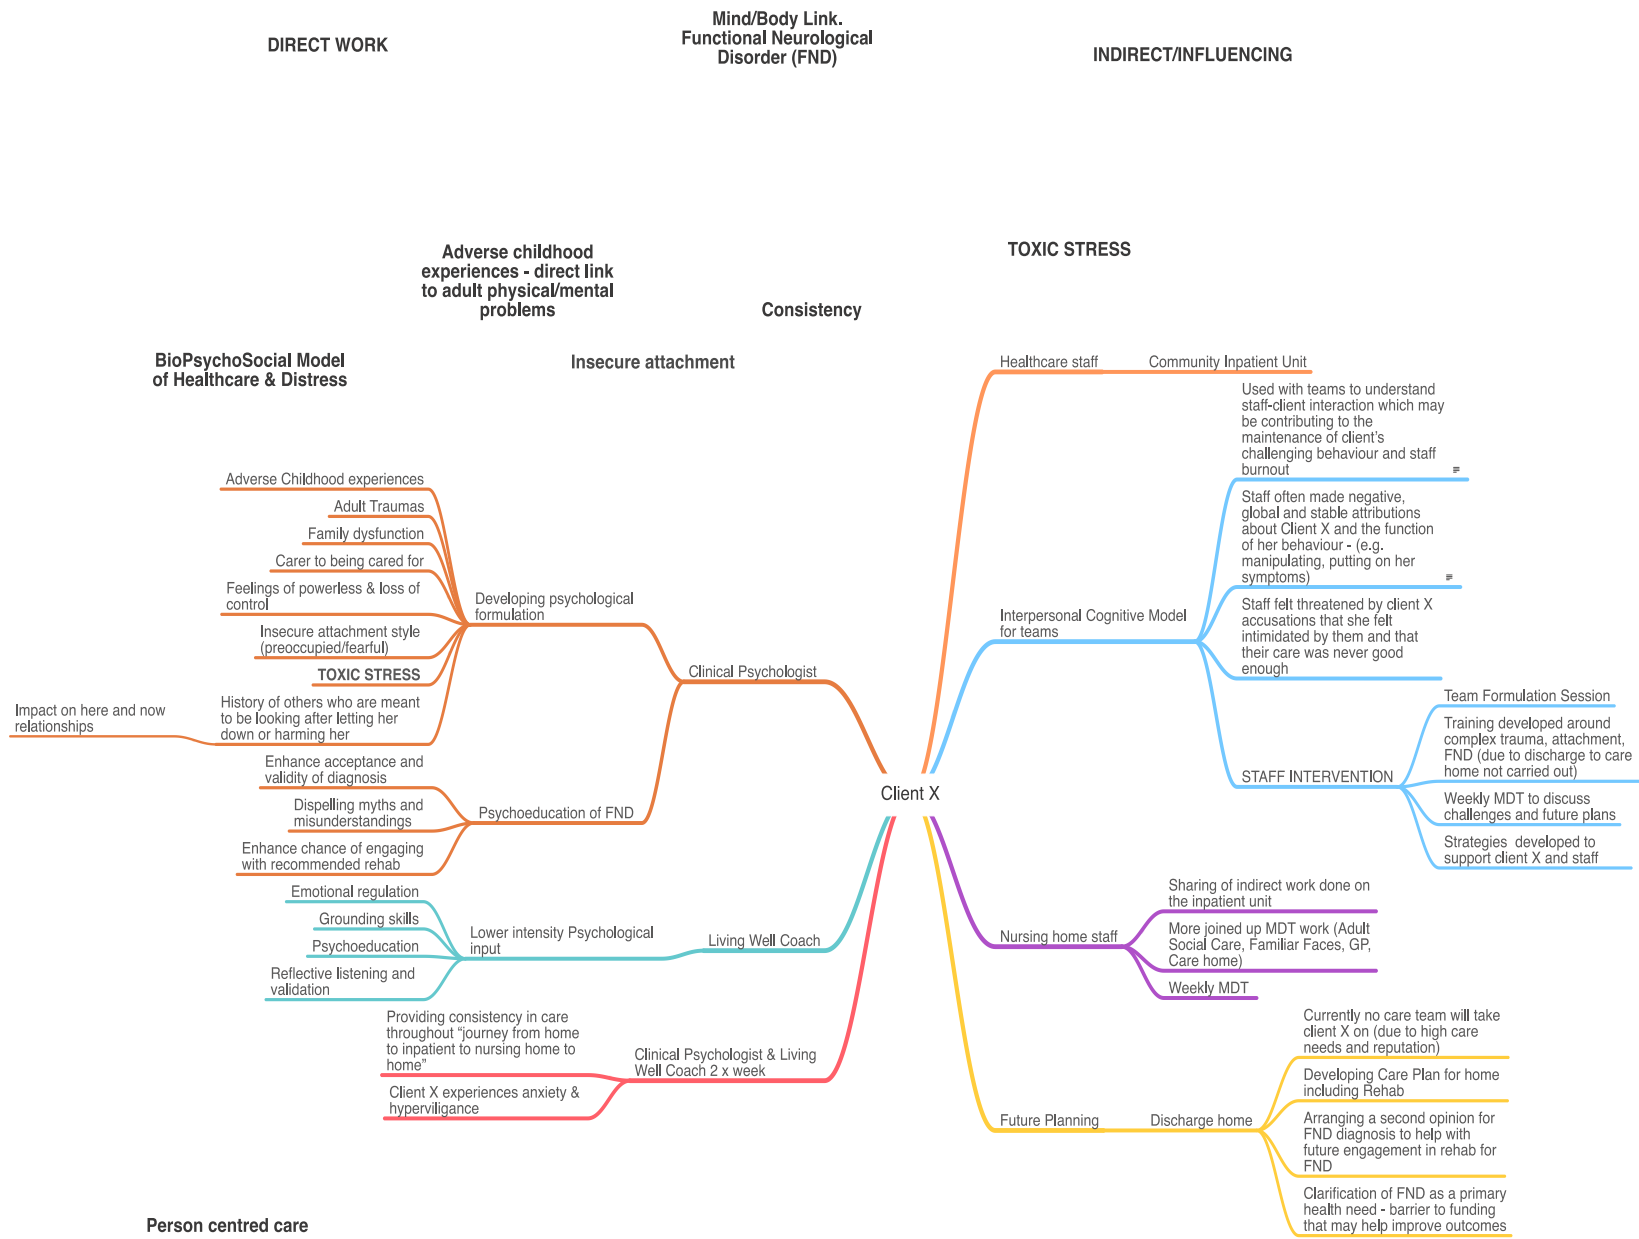 DIRECT WORK
Mind/Body Link.
Functional Neurological
Disorder (FND)
INDIRECT/INFLUENCING
Adverse childhood
experiences - direct link
to adult physical/mental
problems
TOXIC STRESS
Consistency
BioPsychoSocial Model
of Healthcare & Distress
Insecure attachment
Adverse Childhood experiences
Adult Traumas
Family dysfunction
Carer to being cared for
Feelings of powerless & loss of
control
Insecure attachment style
(preoccupied/fearful)
TOXIC STRESS
History of others who are meant
to be looking after letting her
down or harming her
Impact on here and now
relationships
Developing psychological
formulation
Enhance acceptance and
validity of diagnosis
Dispelling myths and
misunderstandings
Enhance chance of engaging
with recommended rehab
Psychoeducation of FND
Clinical Psychologist
Emotional regulation
Grounding skills
Psychoeducation
Reflective listening and
validation
Lower intensity Psychological
input
Living Well Coach
Providing consistency in care
throughout “journey from home
to inpatient to nursing home to
home”
Client X experiences anxiety &
hyperviligance
Clinical Psychologist & Living
Well Coach 2 x week
Client X
Healthcare staff
Community Inpatient Unit
Interpersonal Cognitive Model
for teams
Used with teams to understand
staff-client interaction which may
be contributing to the
maintenance of client’s
challenging behaviour and staff
burnout
Staff often made negative,
global and stable attributions
about Client X and the function
of her behaviour - (e.g.
manipulating, putting on her
symptoms)
Staff felt threatened by client X
accusations that she felt
intimidated by them and that
their care was never good
enough
STAFF INTERVENTION
Team Formulation Session
Training developed around
complex trauma, attachment,
FND (due to discharge to care
home not carried out)
Weekly MDT to discuss
challenges and future plans
Strategies developed to
support client X and staff
Nursing home staff
Sharing of indirect work done on
the inpatient unit
More joined up MDT work (Adult
Social Care, Familiar Faces, GP,
Care home)
Weekly MDT
Future Planning
Discharge home
Currently no care team will take
client X on (due to high care
needs and reputation)
Developing Care Plan for home
including Rehab
Arranging a second opinion for
FND diagnosis to help with
future engagement in rehab for
FND
Clarification of FND as a primary
health need - barrier to funding
that may help improve outcomes
Person centred care